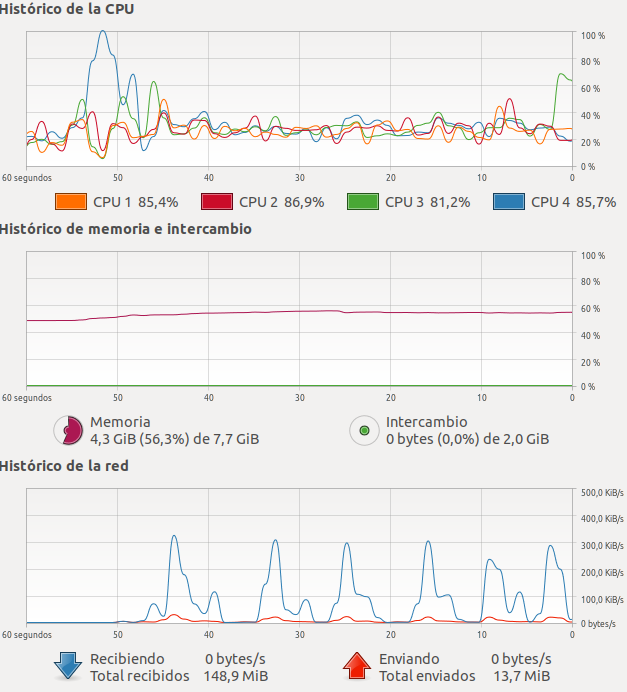 Histórico de la CPU
100 %
80 %
60 %
40 %
20 %
0 %
60 segundos 50 40 30 20 10 0
CPU 1 85,4% CPU 2 86,9% CPU 3 81,2% CPU 4 85,7%
Histórico de memoria e intercambio
100 %
80 %
60 %
40 %
20 %
0 %
60 segundos 50 40 30 20 10 0
Memoria
4,3 GiB (56,3%) de 7,7 GiB
Intercambio
0 bytes (0,0%) de 2,0 GiB
Histórico de la red
500,0 KiB/s
400,0 KiB/s
300,0 KiB/s
200,0 KiB/s
100,0 KiB/s
0 bytes/s
60 segundos 50 40 30 20 10 0
Recibiendo 0 bytes/s
Total recibidos 148,9 MiB
Enviando 0 bytes/s
Total enviados 13,7 MiB